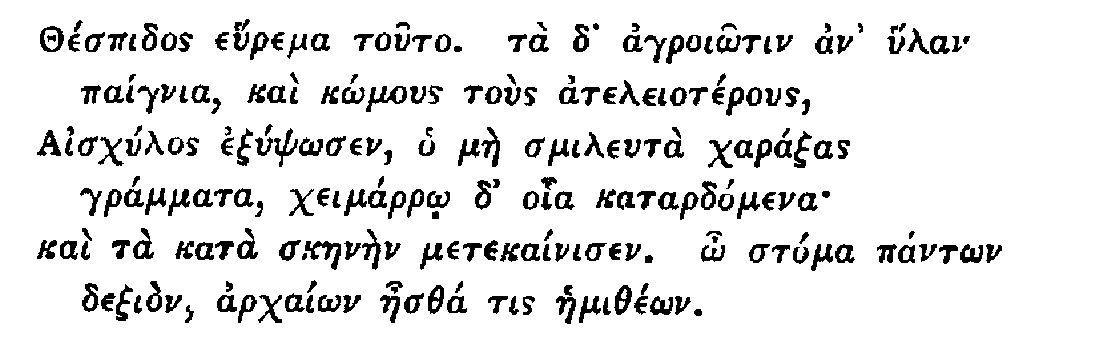 Θέσπιδος εὕρεμα τοῦτο. τὰ δ' ἀγροιῶτιν ἀν' ὕλαν
παίγνια, καὶ κώμους τοὺς ἀτελειοτέρους,
Αἰσχύλος ἐξύψωσεν, ὁ μὴ σμιλευτὰ χαράξας
γράμματα, χειμάρρῳ δ' οἷα καταρδόμενα·
καὶ τὰ κατὰ σκηνὴν μετεκαίνισεν. ὦ στόμα πάντων
δεξιὸν, ἀρχαίων ἦσθά τις ἡμιθέων.